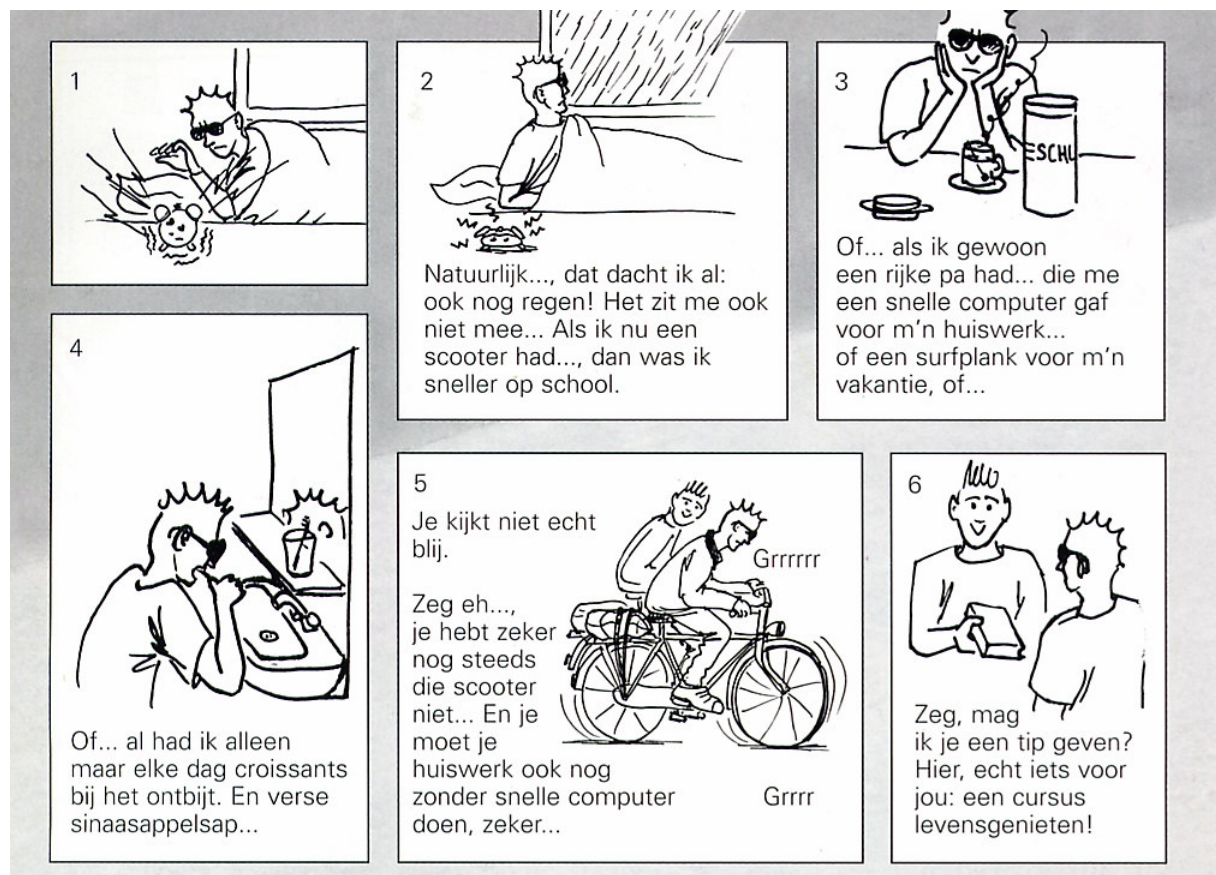 1
2
Natuurlijk..., dat dacht ik al:
ook nog regen! Het zit me ook
niet mee... Als ik nu een
scooter had..., dan was ik
sneller op school.
3
ESCHL
Of... als ik gewoon
een rijke pa had... die me
een snelle computer gaf
voor m'n huiswerk...
of een surfplank voor m'n
vakantie, of...
4
Of... al had ik alleen
maar elke dag croissants
bij het ontbijt. En verse
sinaasappelsap...
5
Je kijkt niet echt
blij.
Grrrrrrr
Zeg eh...,
je hebt zeker
nog steeds
die scooter
niet... En je
moet je
huiswerk ook nog
zonder snelle computer
doen, zeker...
Grrrr
6
Zeg, mag
ik je een tip geven?
Hier, echt iets voor
jou: een cursus
levensgenieten!